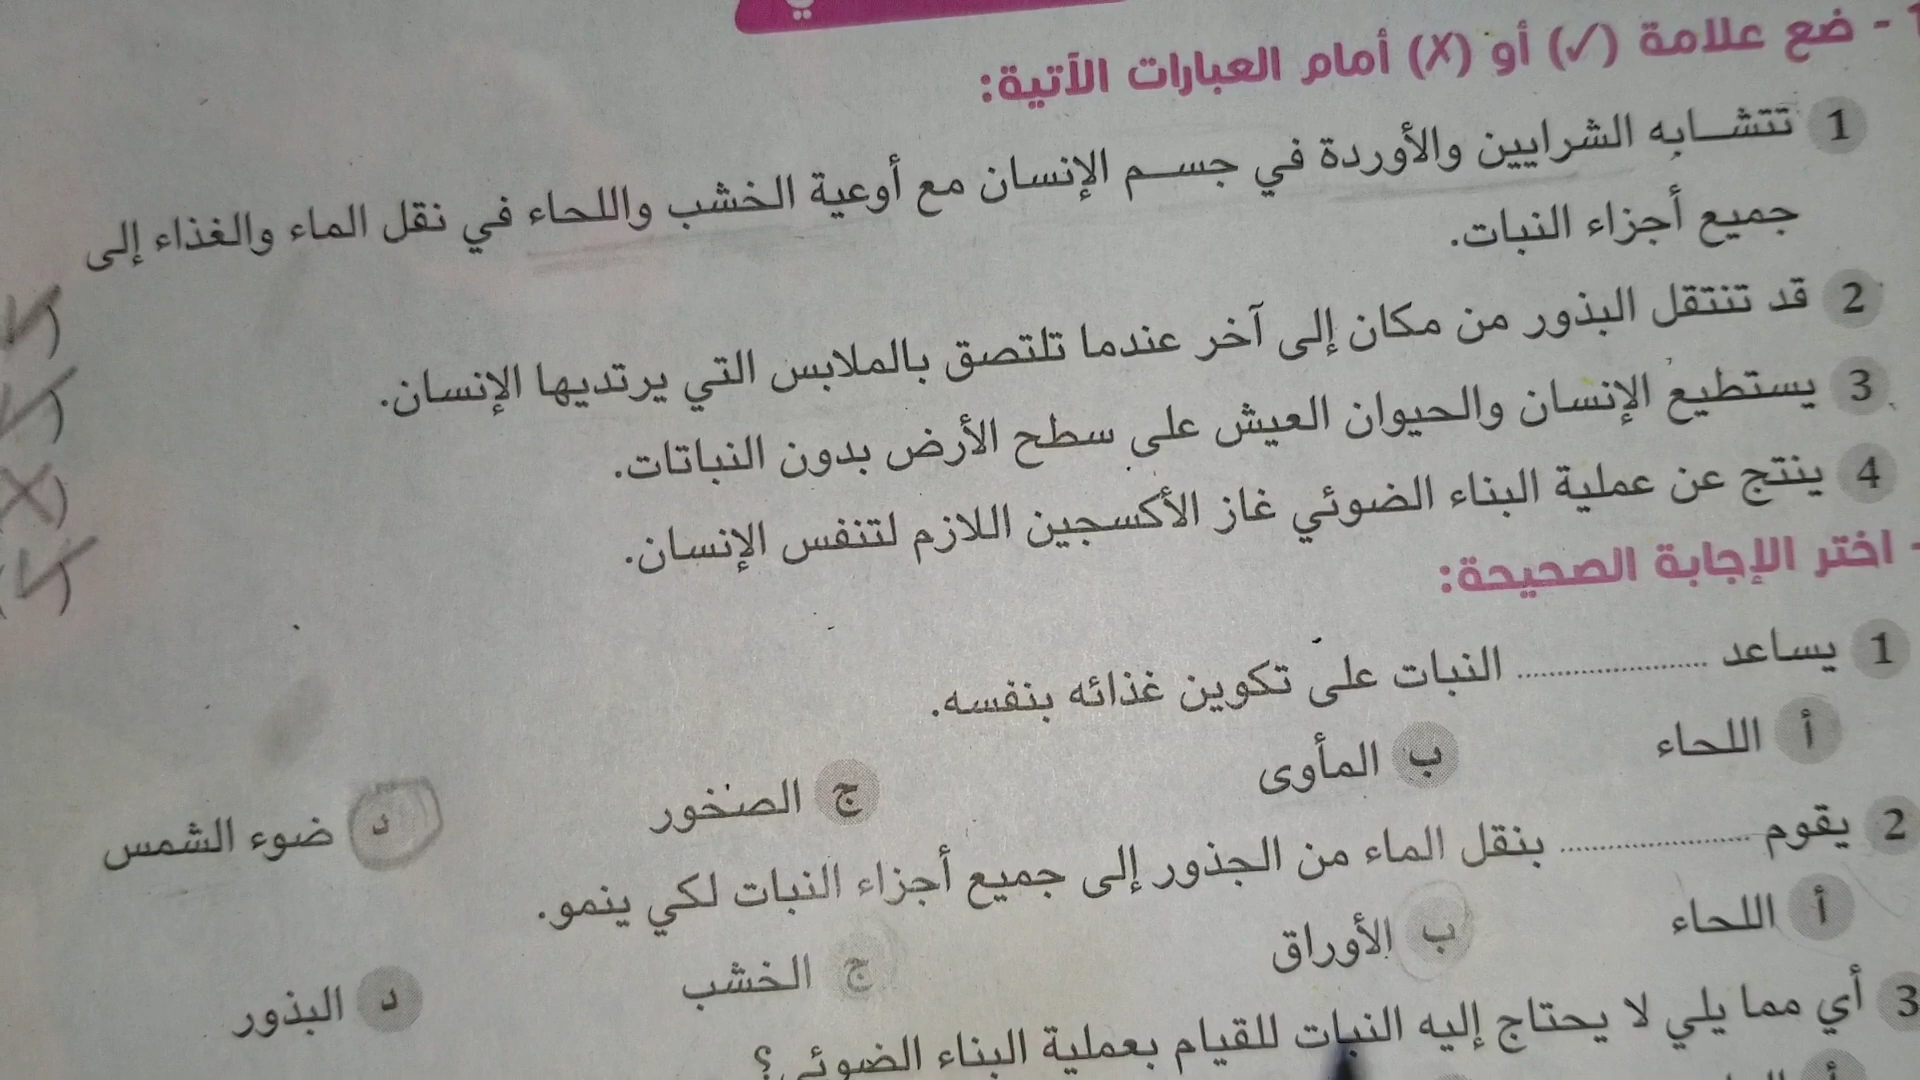 1 - ضع علامة (✓) أو (X) أمام العبارات الآتية:
1 تتشابه الشرايين والأوردة في جسم الإنسان مع أوعية الخشب واللحاء في نقل الماء والغذاء إلى
جميع أجزاء النبات.
(✓)
2 قد تنتقل البذور من مكان إلى آخر عندما تلتصق بالملابس التي يرتديها الإنسان.
(✓)
3 يستطيع الإنسان والحيوان العيش على سطح الأرض بدون النباتات.
(X)
4 ينتج عن عملية البناء الضوئي غاز الأكسجين اللازم لتنفس الإنسان.
(✓)
- اختر الإجابة الصحيحة:
1 يساعد .................... النبات على تكوين غذائه بنفسه.
أ اللحاء ب المأوى ج الصخور د ضوء الشمس
2 يقوم .................... بنقل الماء من الجذور إلى جميع أجزاء النبات لكي ينمو.
أ اللحاء ب الأوراق ج الخشب د البذور
3 أي مما يلي لا يحتاج إليه النبات للقيام بعملية البناء الضوئي؟